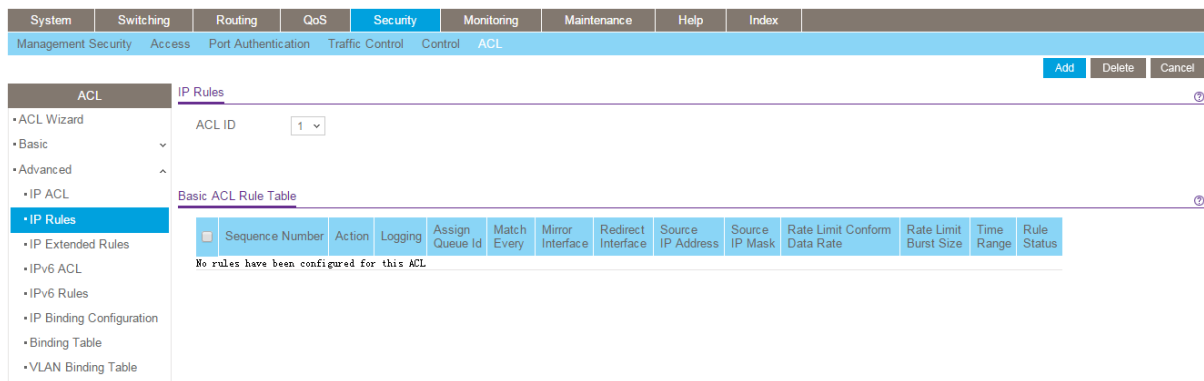 System Switching Routing QoS Security Monitoring Maintenance Help Index
Management Security Access Port Authentication Traffic Control Control ACL
Add Delete Cancel
ACL
ACL Wizard
Basic
Advanced
IP ACL
IP Rules
IP Extended Rules
IPv6 ACL
IPv6 Rules
IP Binding Configuration
Binding Table
VLAN Binding Table
IP Rules
ACL ID 1
Basic ACL Rule Table
Sequence Number Action Logging Assign Queue Id Match Every Mirror Interface Redirect Interface Source IP Address Source IP Mask Rate Limit Conform Data Rate Rate Limit Burst Size Time Range Rule Status
No rules have been configured for this ACL